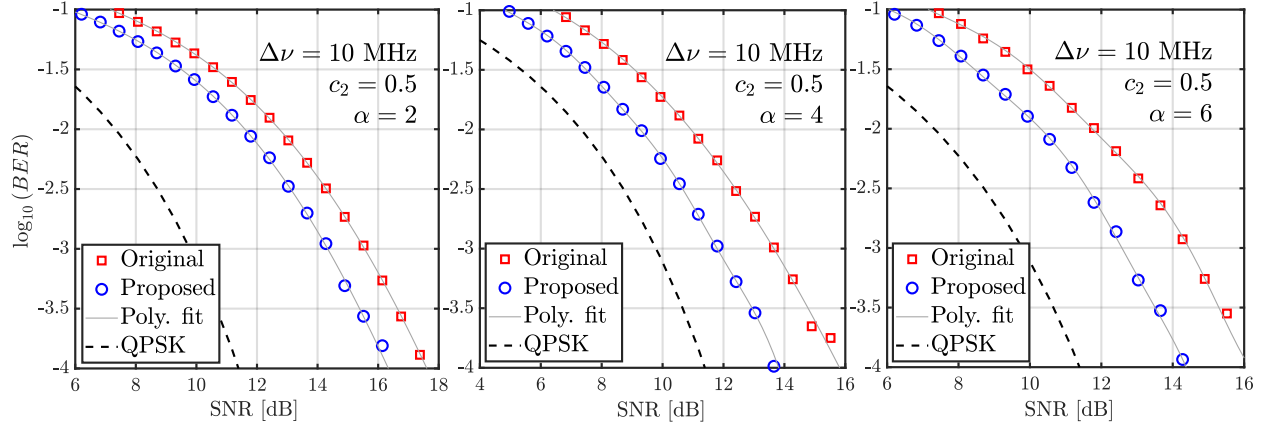 Δν = 10 MHz
c₂ = 0.5
α = 2
log₁₀ (BER)
-1
-1.5
-2
-2.5
-3
-3.5
-4
Original
Proposed
Poly. fit
QPSK
6 8 10 12 14 16 18
SNR [dB]
Δν = 10 MHz
c₂ = 0.5
α = 4
-1
-1.5
-2
-2.5
-3
-3.5
-4
Original
Proposed
Poly. fit
QPSK
4 6 8 10 12 14 16
SNR [dB]
Δν = 10 MHz
c₂ = 0.5
α = 6
-1
-1.5
-2
-2.5
-3
-3.5
-4
Original
Proposed
Poly. fit
QPSK
6 8 10 12 14 16
SNR [dB]